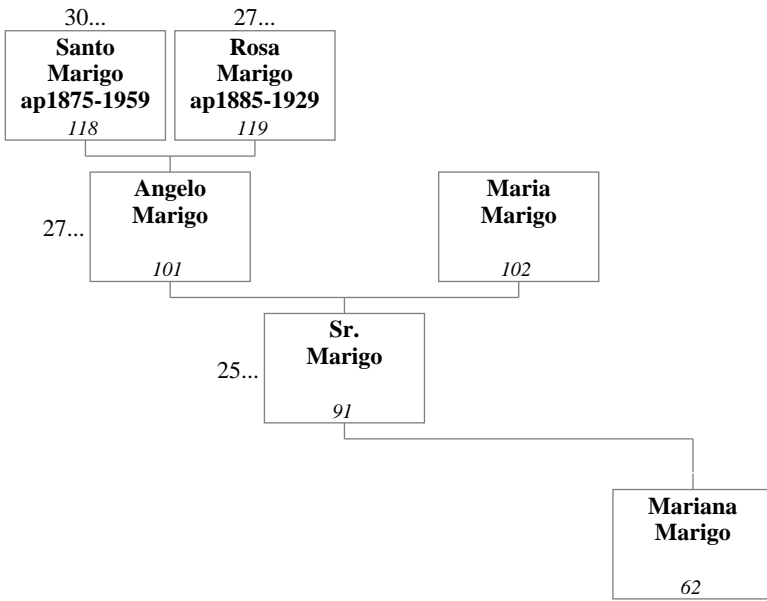 30...
27...
Santo
Marigo
ap1875-1959
118
Rosa
Marigo
ap1885-1929
119
27...
Angelo
Marigo
101
Maria
Marigo
102
25...
Sr.
Marigo
91
Mariana
Marigo
62